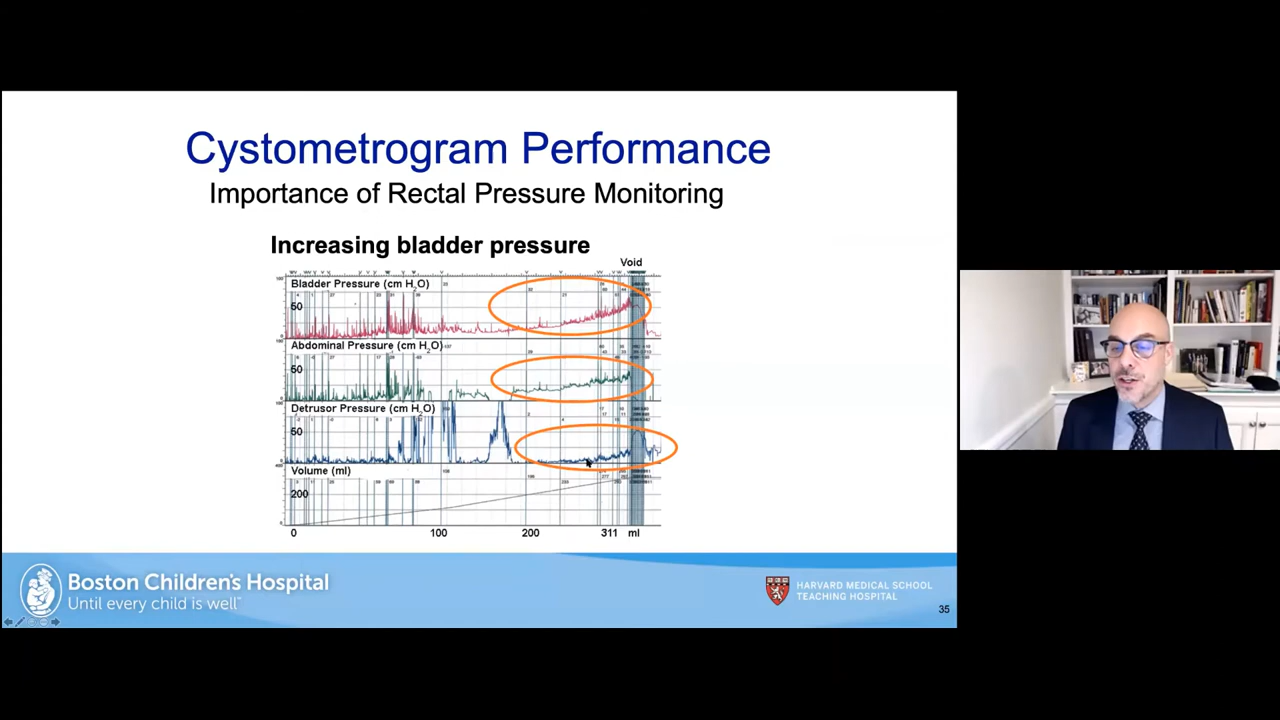 Cystometrogram Performance
Importance of Rectal Pressure Monitoring
Increasing bladder pressure
Void
Bladder Pressure (cm H2O)
50
Abdominal Pressure (cm H2O)
50
Detrusor Pressure (cm H2O)
50
Volume (ml)
200
0 100 200 311 ml
Boston Children's Hospital
Until every child is well™
HARVARD MEDICAL SCHOOL
TEACHING HOSPITAL
35